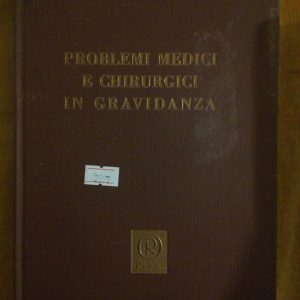 PROBLEMI MEDICI
E CHIRURGICI
IN GRAVIDANZA
R